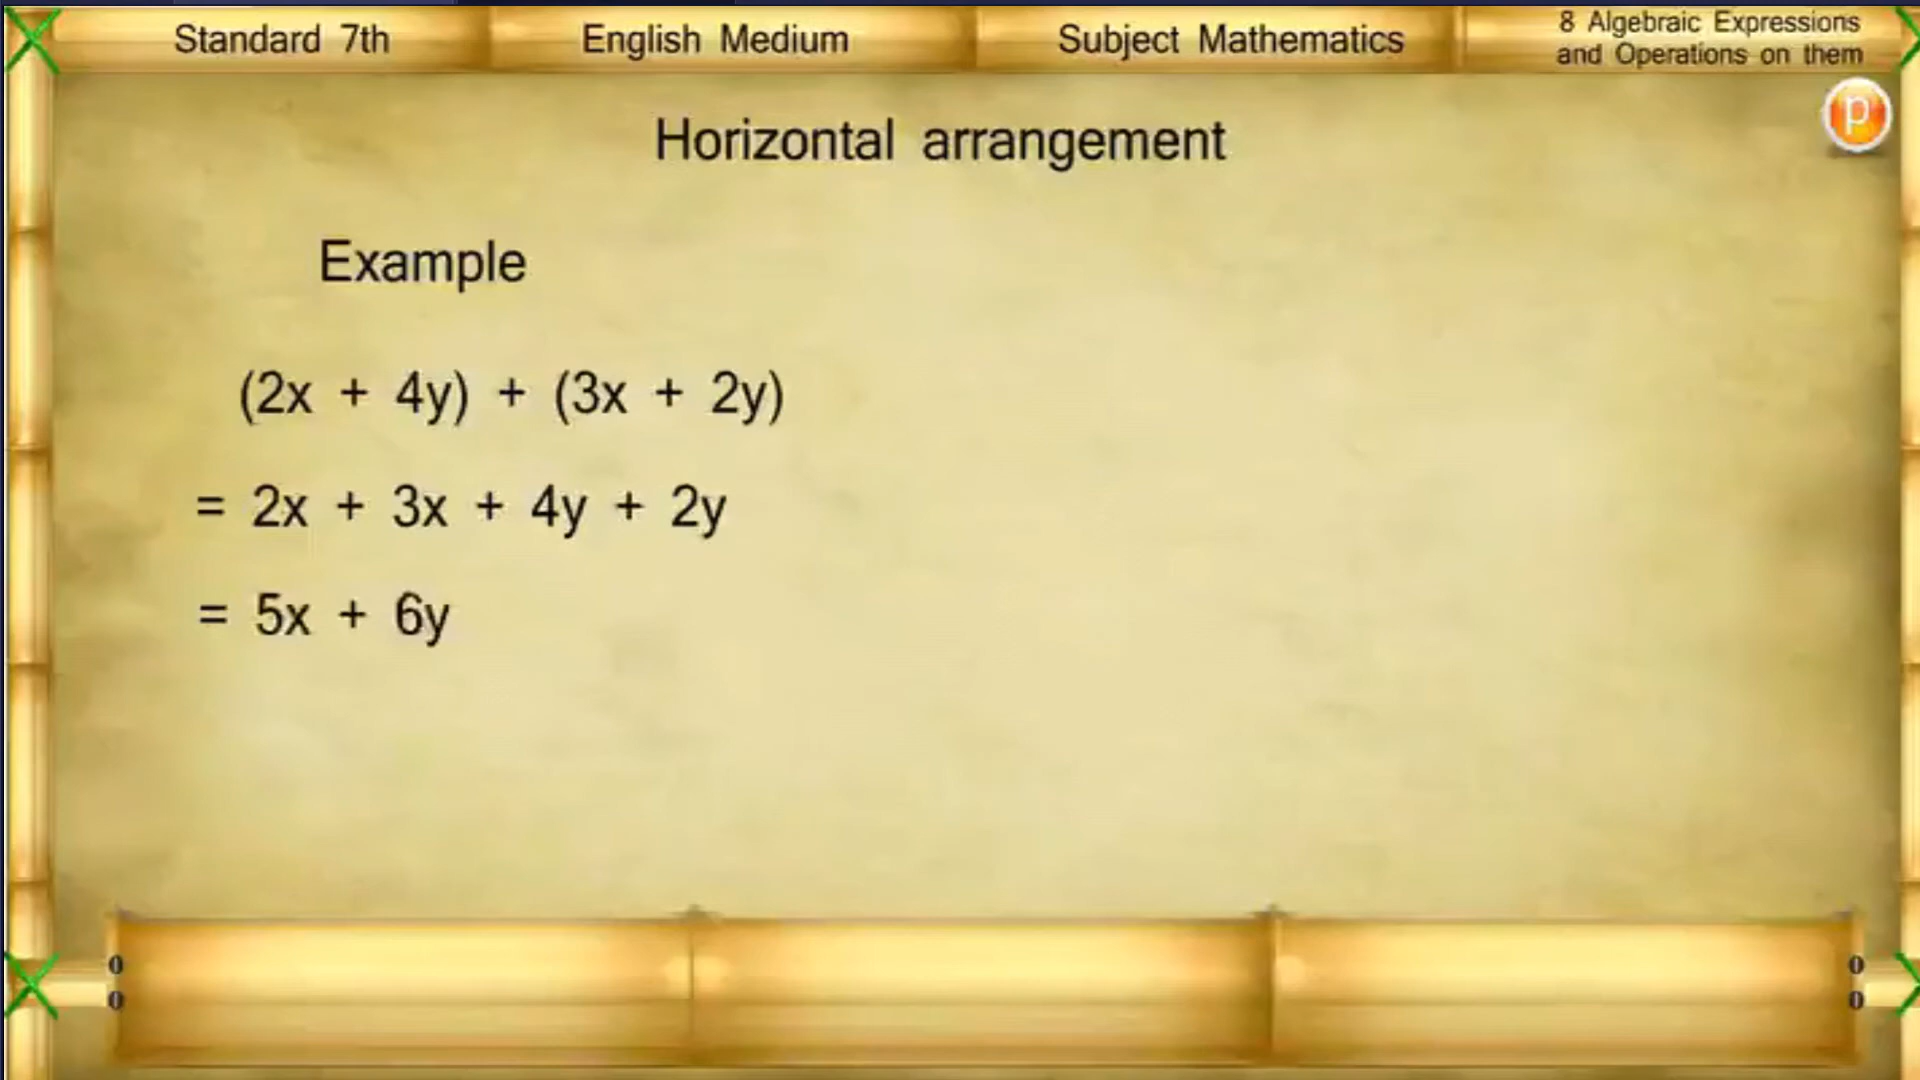 Standard 7th
English Medium
Subject Mathematics
8 Algebraic Expressions
and Operations on them
p
Horizontal arrangement
Example
(2x + 4y) + (3x + 2y)
= 2x + 3x + 4y + 2y
= 5x + 6y